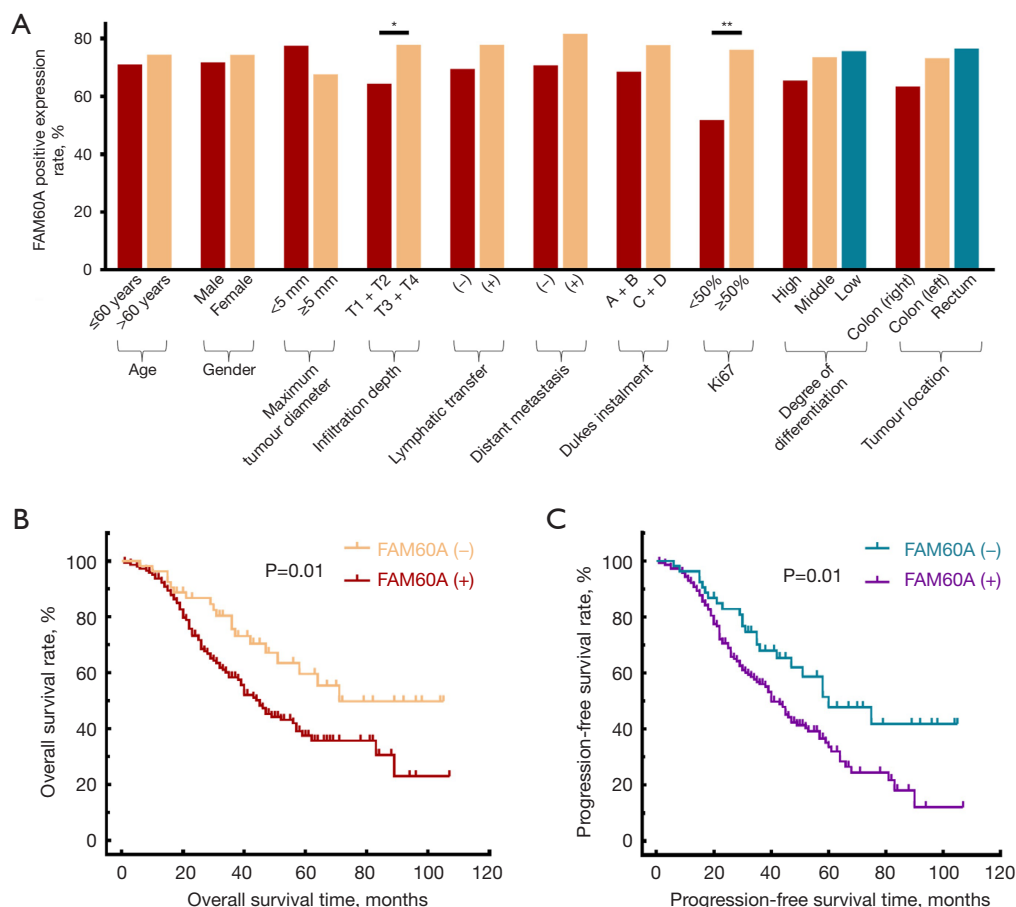 A
FAM60A positive expression
rate, %
80
60
40
20
0
*
**
≤60 years
>60 years
Male
Female
<5 mm
≥5 mm
T1 + T2
T3 + T4
(–)
(+)
(–)
(+)
A + B
C + D
<50%
≥50%
High
Middle
Low
Colon (right)
Colon (left)
Rectum
Age
Gender
Maximum
tumour diameter
Infiltration depth
Lymphatic transfer
Distant metastasis
Dukes instalment
Ki67
Degree of
differentiation
Tumour location
B
Overall survival rate, %
100
80
60
40
20
0
FAM60A (–)
FAM60A (+)
P=0.01
0 20 40 60 80 100 120
Overall survival time, months
C
Progression-free survival rate, %
100
80
60
40
20
0
FAM60A (–)
FAM60A (+)
P=0.01
0 20 40 60 80 100 120
Progression-free survival time, months